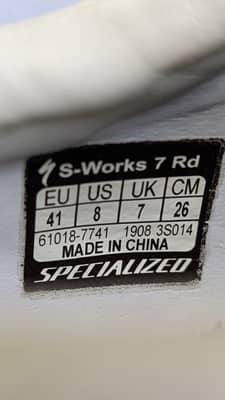 S-Works 7 Rd
EU US UK CM
41 8 7 26
61018-7741 1908 3S014
MADE IN CHINA
SPECIALIZED